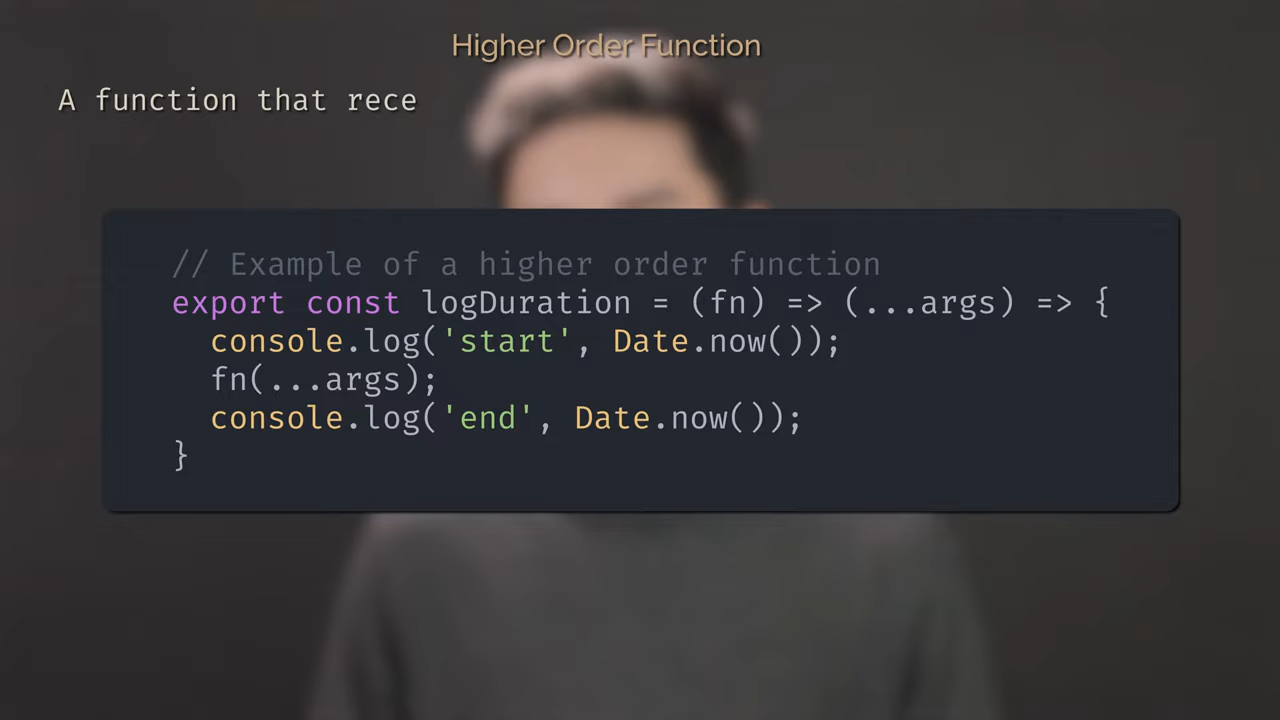 Higher Order Function
A function that rece
// Example of a higher order function
export const logDuration = (fn) => (...args) => {
  console.log('start', Date.now());
  fn(...args);
  console.log('end', Date.now());
}